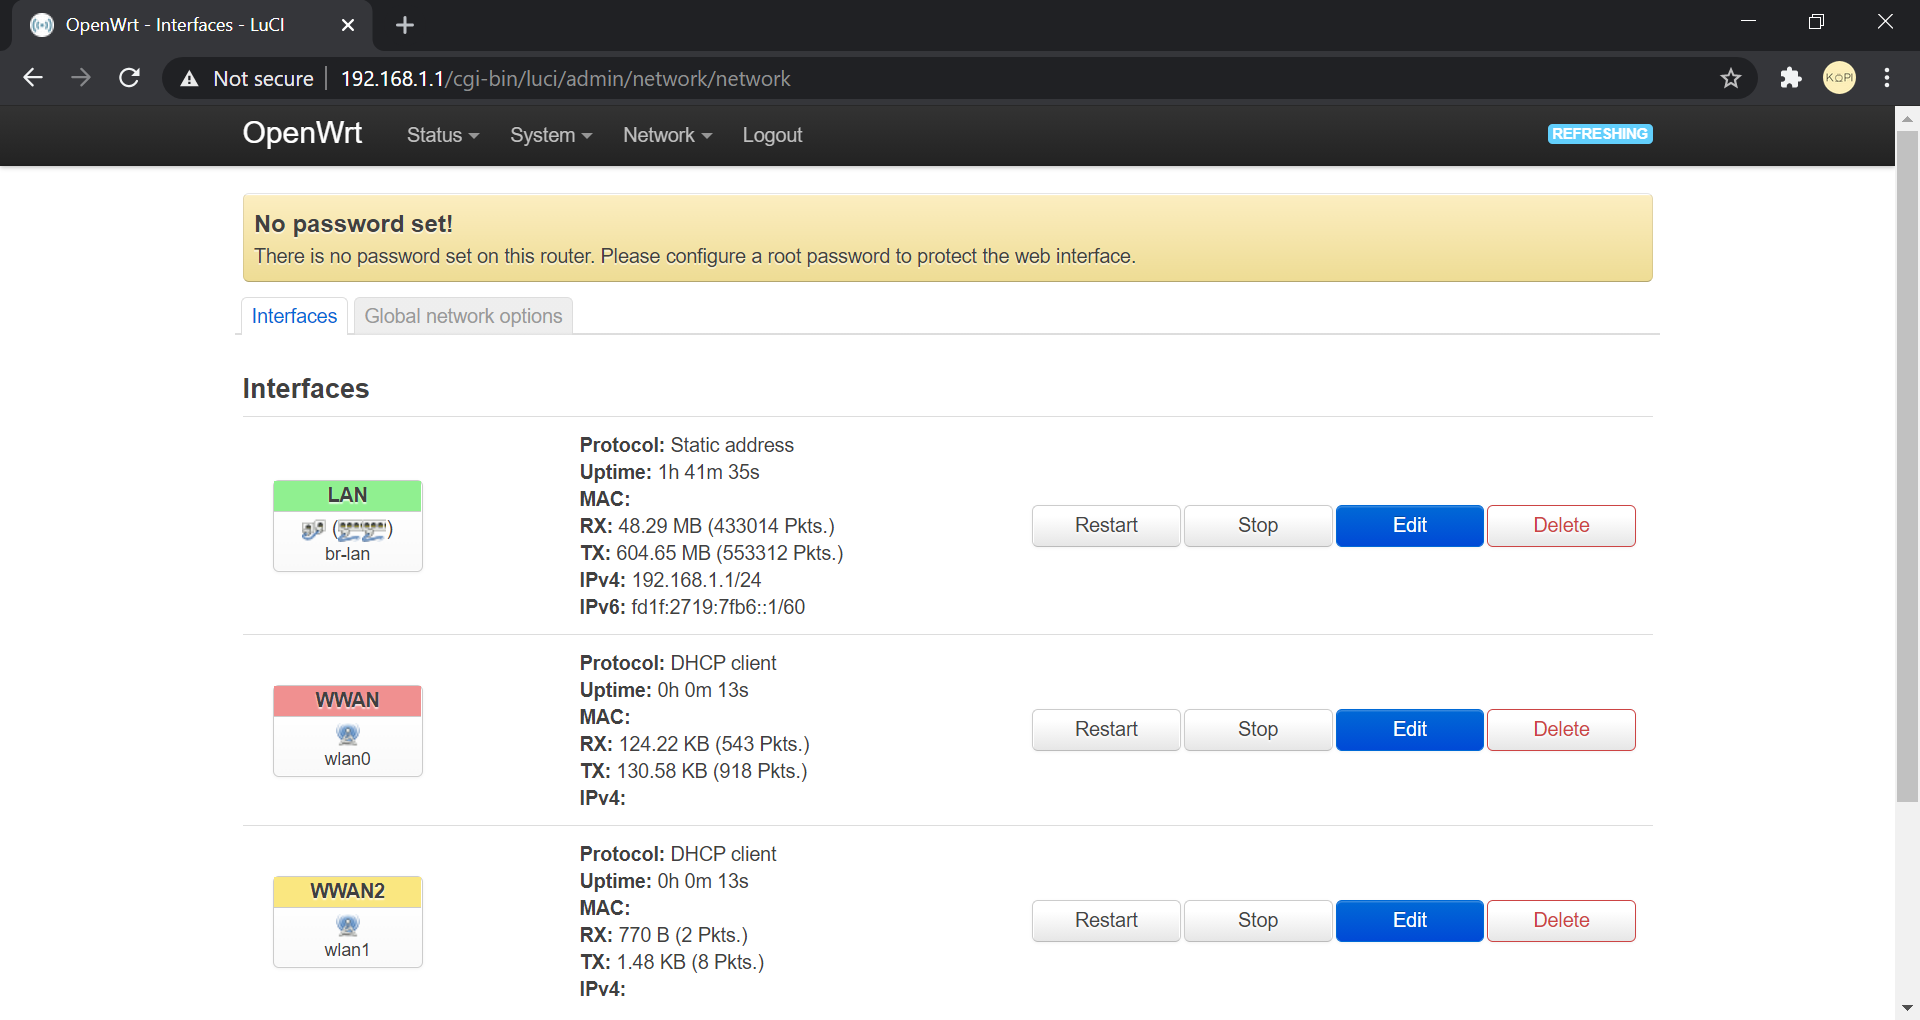 OpenWrt - Interfaces - LuCI
Not secure 192.168.1.1/cgi-bin/luci/admin/network/network
KOPI
OpenWrt Status System Network Logout REFRESHING
No password set!
There is no password set on this router. Please configure a root password to protect the web interface.
Interfaces Global network options
Interfaces
LAN
br-lan
Protocol: Static address
Uptime: 1h 41m 35s
MAC:
RX: 48.29 MB (433014 Pkts.)
TX: 604.65 MB (553312 Pkts.)
IPv4: 192.168.1.1/24
IPv6: fd1f:2719:7fb6::1/60
Restart Stop Edit Delete
WWAN
wlan0
Protocol: DHCP client
Uptime: 0h 0m 13s
MAC:
RX: 124.22 KB (543 Pkts.)
TX: 130.58 KB (918 Pkts.)
IPv4:
Restart Stop Edit Delete
WWAN2
wlan1
Protocol: DHCP client
Uptime: 0h 0m 13s
MAC:
RX: 770 B (2 Pkts.)
TX: 1.48 KB (8 Pkts.)
IPv4:
Restart Stop Edit Delete